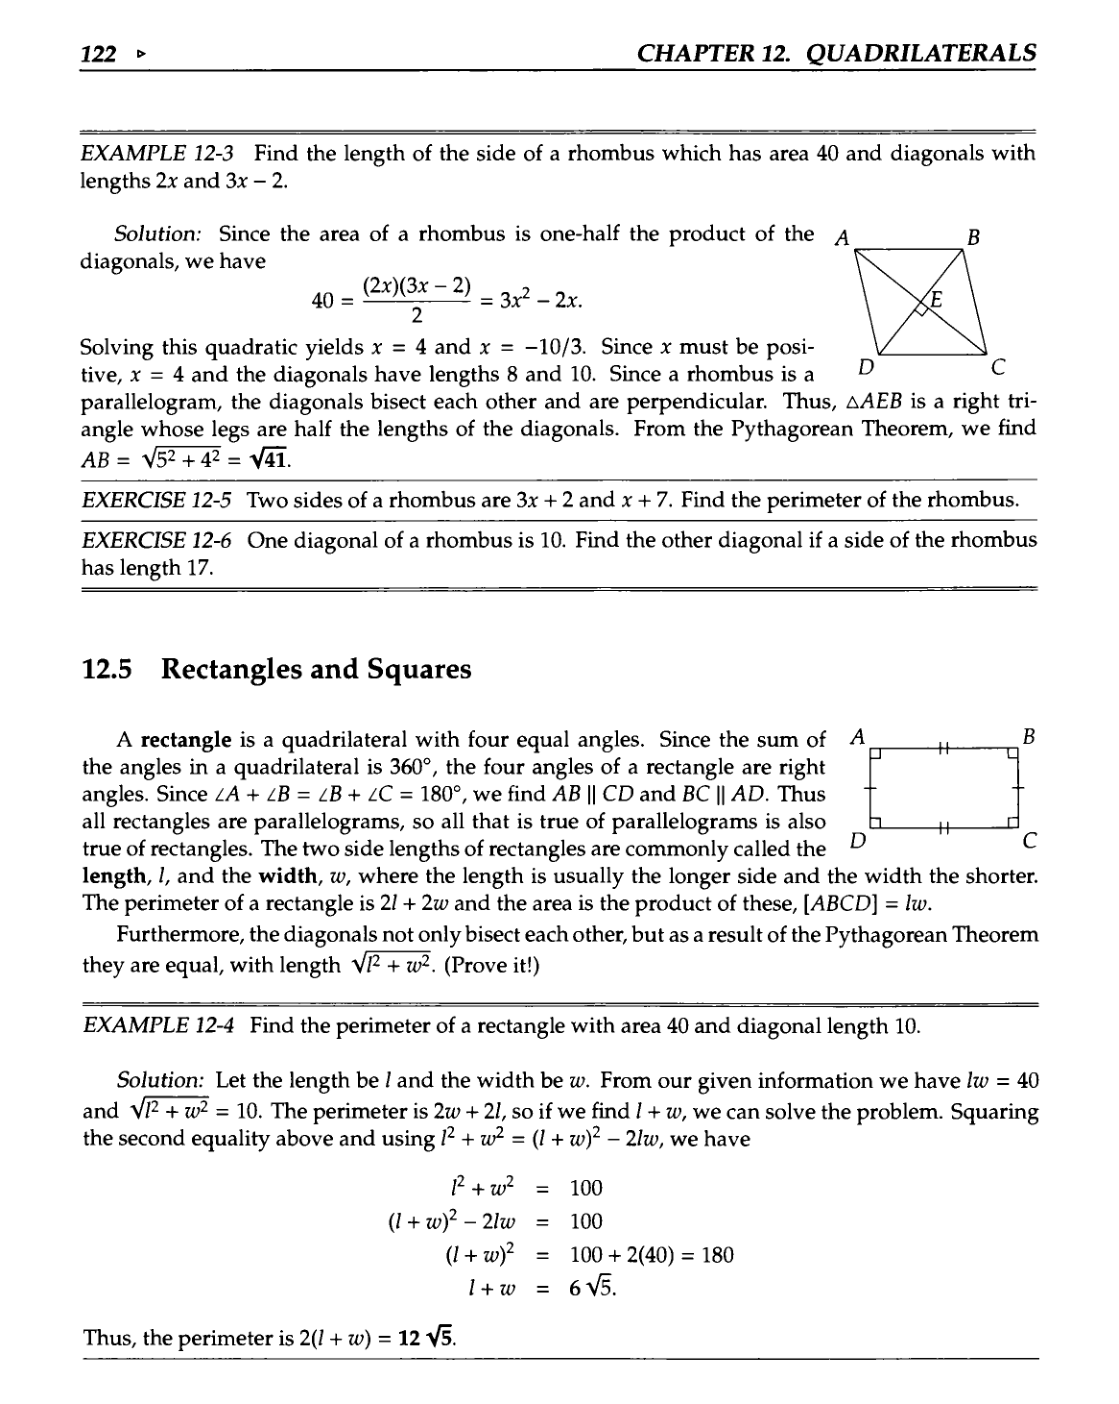 122 ▹ CHAPTER 12. QUADRILATERALS
EXAMPLE 12-3 Find the length of the side of a rhombus which has area 40 and diagonals with
lengths 2x and 3x − 2.
Solution: Since the area of a rhombus is one-half the product of the
diagonals, we have
40 = (2x)(3x − 2)/2 = 3x² − 2x.
A B
E
D C
Solving this quadratic yields x = 4 and x = −10/3. Since x must be posi-
tive, x = 4 and the diagonals have lengths 8 and 10. Since a rhombus is a
parallelogram, the diagonals bisect each other and are perpendicular. Thus, △AEB is a right tri-
angle whose legs are half the lengths of the diagonals. From the Pythagorean Theorem, we find
AB = √(5² + 4²) = √41.
EXERCISE 12-5 Two sides of a rhombus are 3x + 2 and x + 7. Find the perimeter of the rhombus.
EXERCISE 12-6 One diagonal of a rhombus is 10. Find the other diagonal if a side of the rhombus
has length 17.
12.5 Rectangles and Squares
A rectangle is a quadrilateral with four equal angles. Since the sum of
the angles in a quadrilateral is 360°, the four angles of a rectangle are right
angles. Since ∠A + ∠B = ∠B + ∠C = 180°, we find AB || CD and BC || AD. Thus
all rectangles are parallelograms, so all that is true of parallelograms is also
true of rectangles. The two side lengths of rectangles are commonly called the
A B
D C
length, l, and the width, w, where the length is usually the longer side and the width the shorter.
The perimeter of a rectangle is 2l + 2w and the area is the product of these, [ABCD] = lw.
Furthermore, the diagonals not only bisect each other, but as a result of the Pythagorean Theorem
they are equal, with length √(l² + w²). (Prove it!)
EXAMPLE 12-4 Find the perimeter of a rectangle with area 40 and diagonal length 10.
Solution: Let the length be l and the width be w. From our given information we have lw = 40
and √(l² + w²) = 10. The perimeter is 2w + 2l, so if we find l + w, we can solve the problem. Squaring
the second equality above and using l² + w² = (l + w)² − 2lw, we have
l² + w² = 100
(l + w)² − 2lw = 100
(l + w)² = 100 + 2(40) = 180
l + w = 6√5.
Thus, the perimeter is 2(l + w) = 12√5.